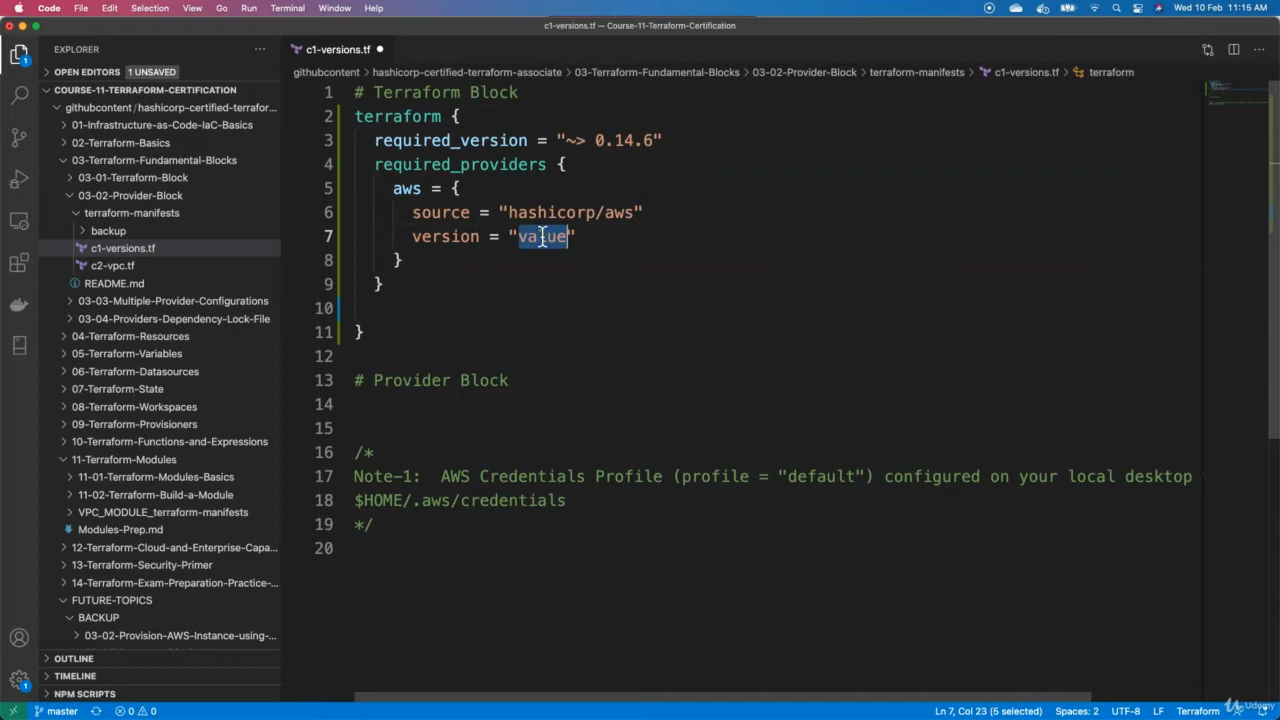 Code File Edit Selection View Go Run Terminal Window Help Wed 10 Feb 11:15 AM
c1-versions.tf — Course-11-Terraform-Certification
EXPLORER
c1-versions.tf
OPEN EDITORS 1 UNSAVED
githubcontent > hashicorp-certified-terraform-associate > 03-Terraform-Fundamental-Blocks > 03-02-Provider-Block > terraform-manifests > c1-versions.tf > terraform
COURSE-11-TERRAFORM-CERTIFICATION
githubcontent/hashicorp-certified-terrafor...
01-Infrastructure-as-Code-IaC-Basics
02-Terraform-Basics
03-Terraform-Fundamental-Blocks
03-01-Terraform-Block
03-02-Provider-Block
terraform-manifests
backup
c1-versions.tf
c2-vpc.tf
README.md
03-03-Multiple-Provider-Configurations
03-04-Providers-Dependency-Lock-File
04-Terraform-Resources
05-Terraform-Variables
06-Terraform-Datasources
07-Terraform-State
08-Terraform-Workspaces
09-Terraform-Provisioners
10-Terraform-Functions-and-Expressions
11-Terraform-Modules
11-01-Terraform-Modules-Basics
11-02-Terraform-Build-a-Module
VPC_MODULE_terraform-manifests
Modules-Prep.md
12-Terraform-Cloud-and-Enterprise-Capa...
13-Terraform-Security-Primer
14-Terraform-Exam-Preparation-Practice-...
FUTURE-TOPICS
BACKUP
03-02-Provision-AWS-Instance-using-...
OUTLINE
TIMELINE
NPM SCRIPTS
1 # Terraform Block
2 terraform {
3 required_version = "~> 0.14.6"
4 required_providers {
5 aws = {
6 source = "hashicorp/aws"
7 version = "value"
8 }
9 }
10
11 }
12
13 # Provider Block
14
15
16 /*
17 Note-1: AWS Credentials Profile (profile = "default") configured on your local desktop
18 $HOME/.aws/credentials
19 */
20
master 0 0 Ln 7, Col 23 (5 selected) Spaces: 2 UTF-8 LF Terraform
Udemy